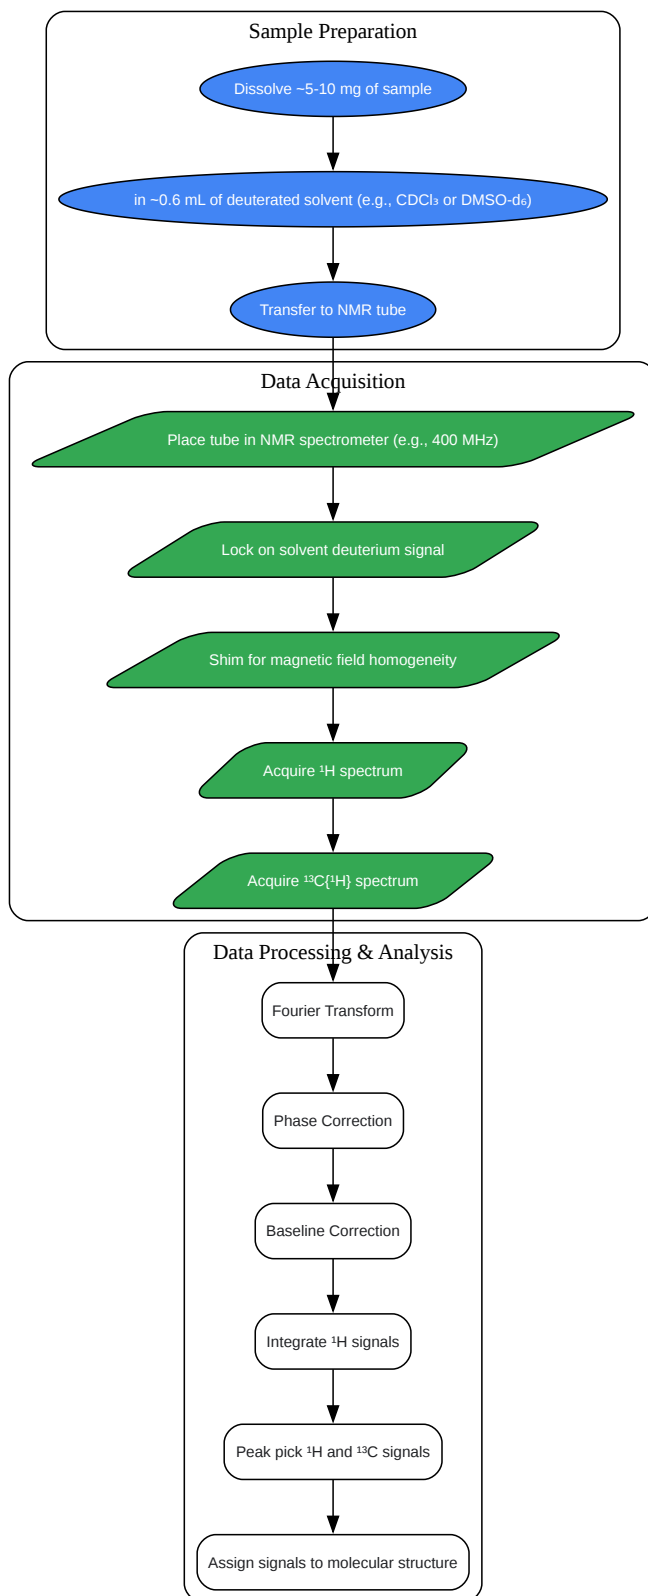 Sample Preparation
Dissolve ~5-10 mg of sample
in ~0.6 mL of deuterated solvent (e.g., CDCl₃ or DMSO-d₆)
Transfer to NMR tube
Data Acquisition
Place tube in NMR spectrometer (e.g., 400 MHz)
Lock on solvent deuterium signal
Shim for magnetic field homogeneity
Acquire ¹H spectrum
Acquire ¹³C{¹H} spectrum
Data Processing & Analysis
Fourier Transform
Phase Correction
Baseline Correction
Integrate ¹H signals
Peak pick ¹H and ¹³C signals
Assign signals to molecular structure